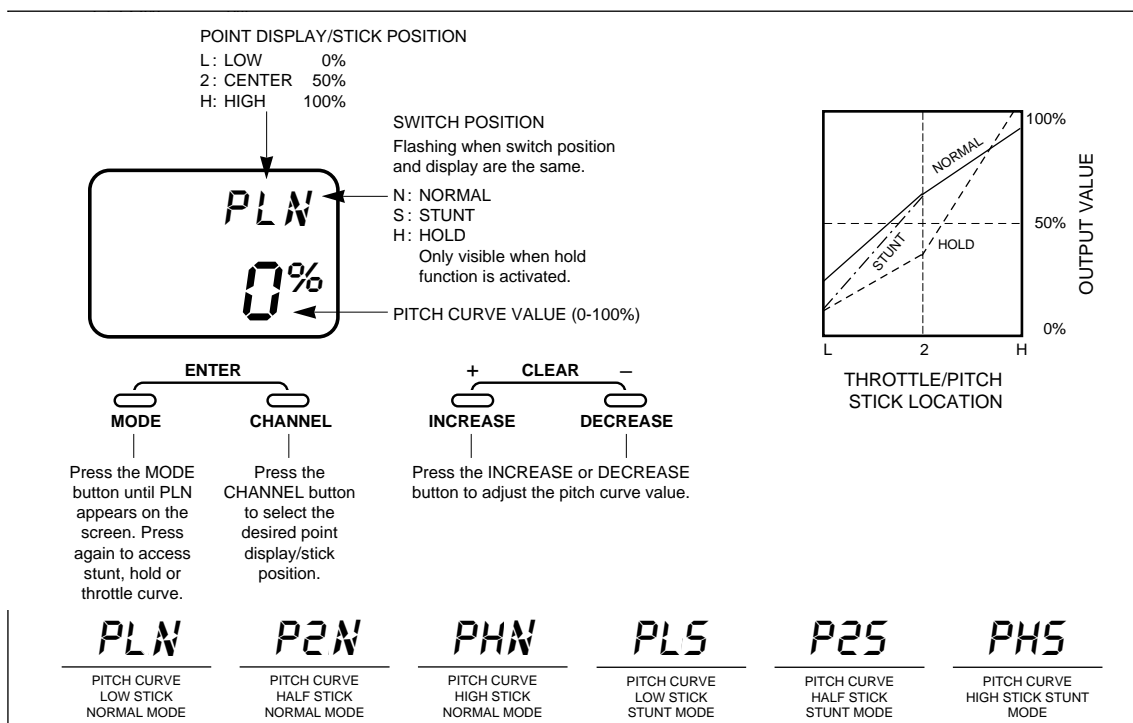 POINT DISPLAY/STICK POSITION
L: LOW 0%
2: CENTER 50%
H: HIGH 100%
SWITCH POSITION
Flashing when switch position
and display are the same.
N: NORMAL
S: STUNT
H: HOLD
Only visible when hold
function is activated.
PLN
0%
PITCH CURVE VALUE (0-100%)
ENTER
MODE
CHANNEL
+ CLEAR –
INCREASE
DECREASE
Press the MODE
button until PLN
appears on the
screen. Press
again to access
stunt, hold or
throttle curve.
Press the
CHANNEL button
to select the
desired point
display/stick
position.
Press the INCREASE or DECREASE
button to adjust the pitch curve value.
100%
50%
0%
OUTPUT VALUE
NORMAL
STUNT
HOLD
L 2 H
THROTTLE/PITCH
STICK LOCATION
PLN
PITCH CURVE
LOW STICK
NORMAL MODE
P2N
PITCH CURVE
HALF STICK
NORMAL MODE
PHN
PITCH CURVE
HIGH STICK
NORMAL MODE
PLS
PITCH CURVE
LOW STICK
STUNT MODE
P2S
PITCH CURVE
HALF STICK
STUNT MODE
PHS
PITCH CURVE
HIGH STICK STUNT
MODE